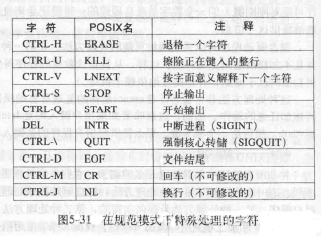 字 符 POSIX名 注 释
CTRL-H ERASE 退格一个字符
CTRL-U KILL 擦除正在键入的整行
CTRL-V LNEXT 按字面意义解释下一个字符
CTRL-S STOP 停止输出
CTRL-Q START 开始输出
DEL INTR 中断进程（SIGINT）
CTRL-\ QUIT 强制核心转储（SIGQUIT）
CTRL-D EOF 文件结尾
CTRL-M CR 回车（不可修改的）
CTRL-J NL 换行（不可修改的）
图5-31 在规范模式下特殊处理的字符